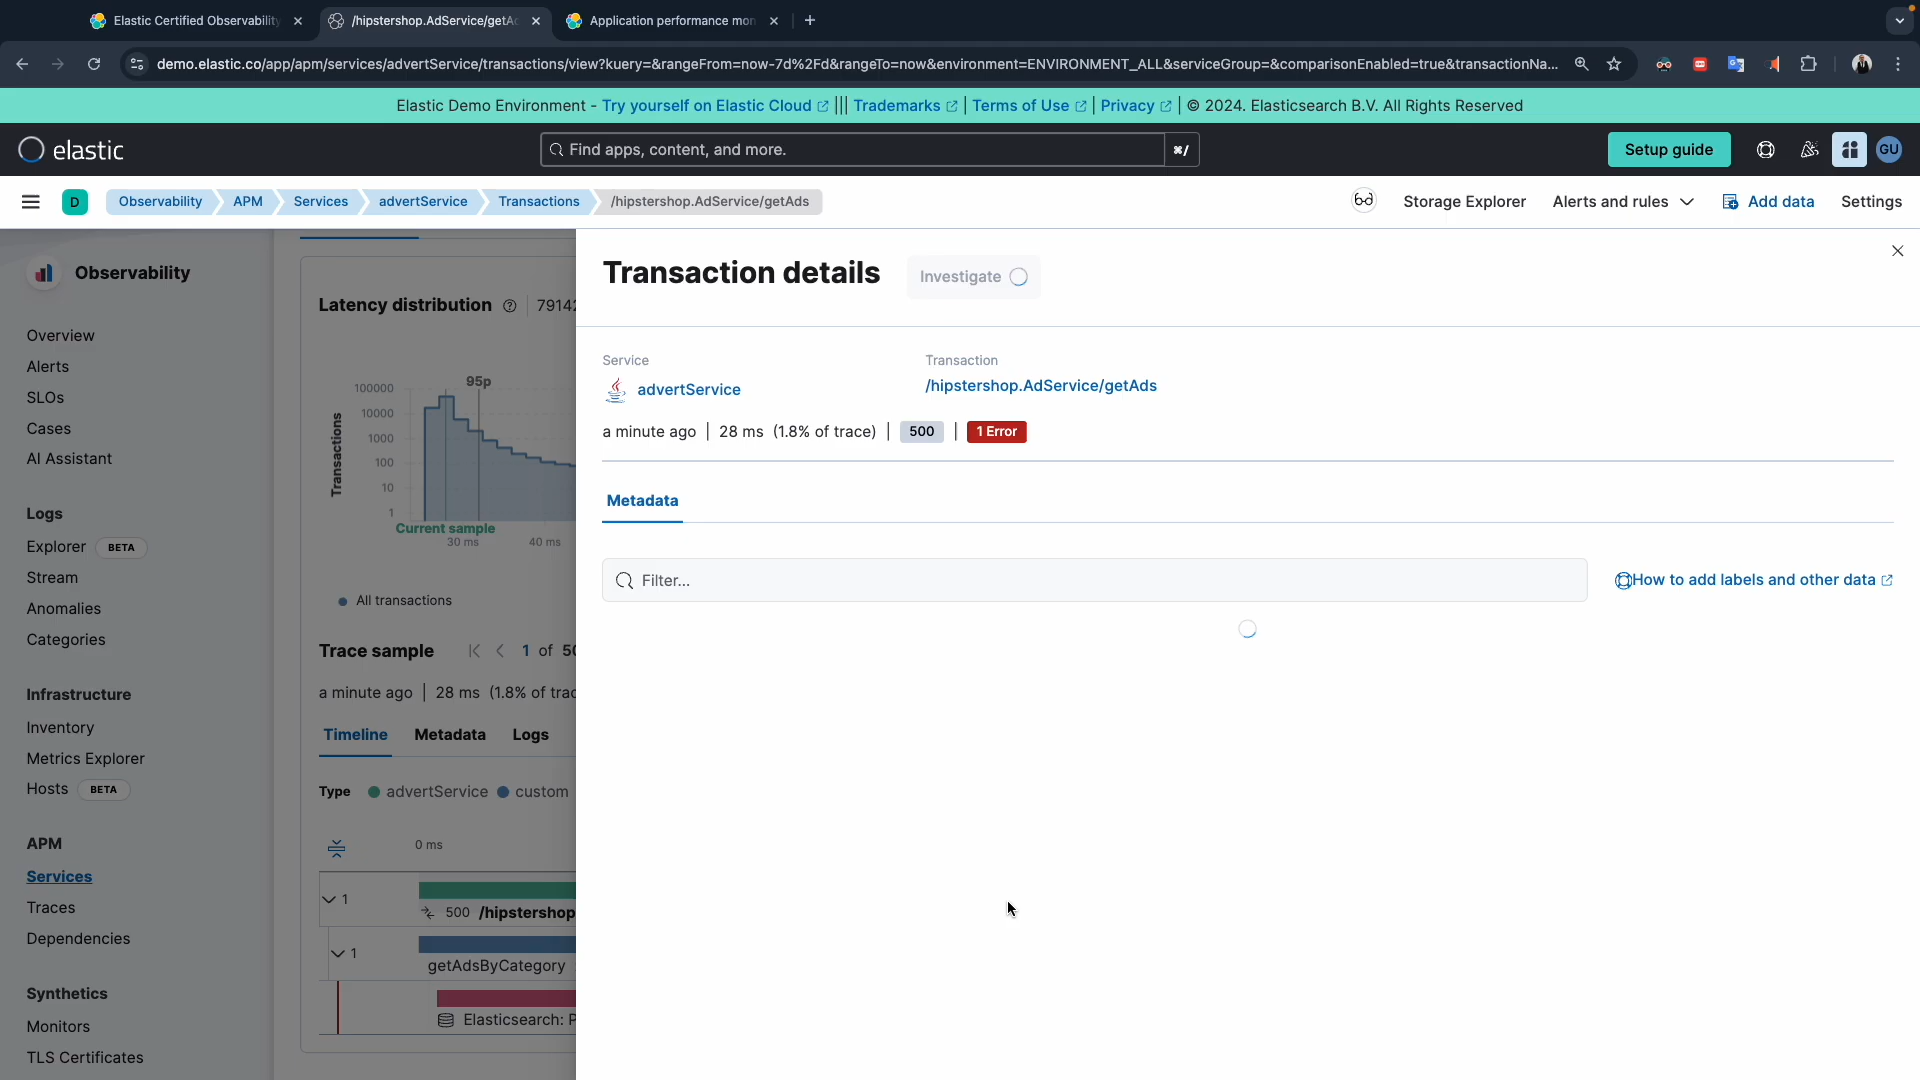 Elastic Certified Observability
/hipstershop.AdService/getA
Application performance mon
demo.elastic.co/app/apm/services/advertService/transactions/view?kuery=&rangeFrom=now-7d%2Fd&rangeTo=now&environment=ENVIRONMENT_ALL&serviceGroup=&comparisonEnabled=true&transactionNa...
Elastic Demo Environment - Try yourself on Elastic Cloud ||| Trademarks | Terms of Use | Privacy | © 2024. Elasticsearch B.V. All Rights Reserved
elastic
Find apps, content, and more.
⌘/
Setup guide
GU
D
Observability
APM
Services
advertService
Transactions
/hipstershop.AdService/getAds
Storage Explorer
Alerts and rules
Add data
Settings
Observability
Overview
Alerts
SLOs
Cases
AI Assistant
Logs
Explorer BETA
Stream
Anomalies
Categories
Infrastructure
Inventory
Metrics Explorer
Hosts BETA
APM
Services
Traces
Dependencies
Synthetics
Monitors
TLS Certificates
Latency distribution
79142
95p
Transactions
100000
10000
1000
100
10
1
Current sample
30 ms
40 ms
All transactions
Trace sample
1 of 50
a minute ago | 28 ms (1.8% of trac
Timeline
Metadata
Logs
Type
advertService
custom
0 ms
1
500 /hipstershop
1
getAdsByCategory
Elasticsearch: P
Transaction details
Investigate
Service
advertService
Transaction
/hipstershop.AdService/getAds
a minute ago | 28 ms (1.8% of trace) | 500 | 1 Error
Metadata
Filter...
How to add labels and other data